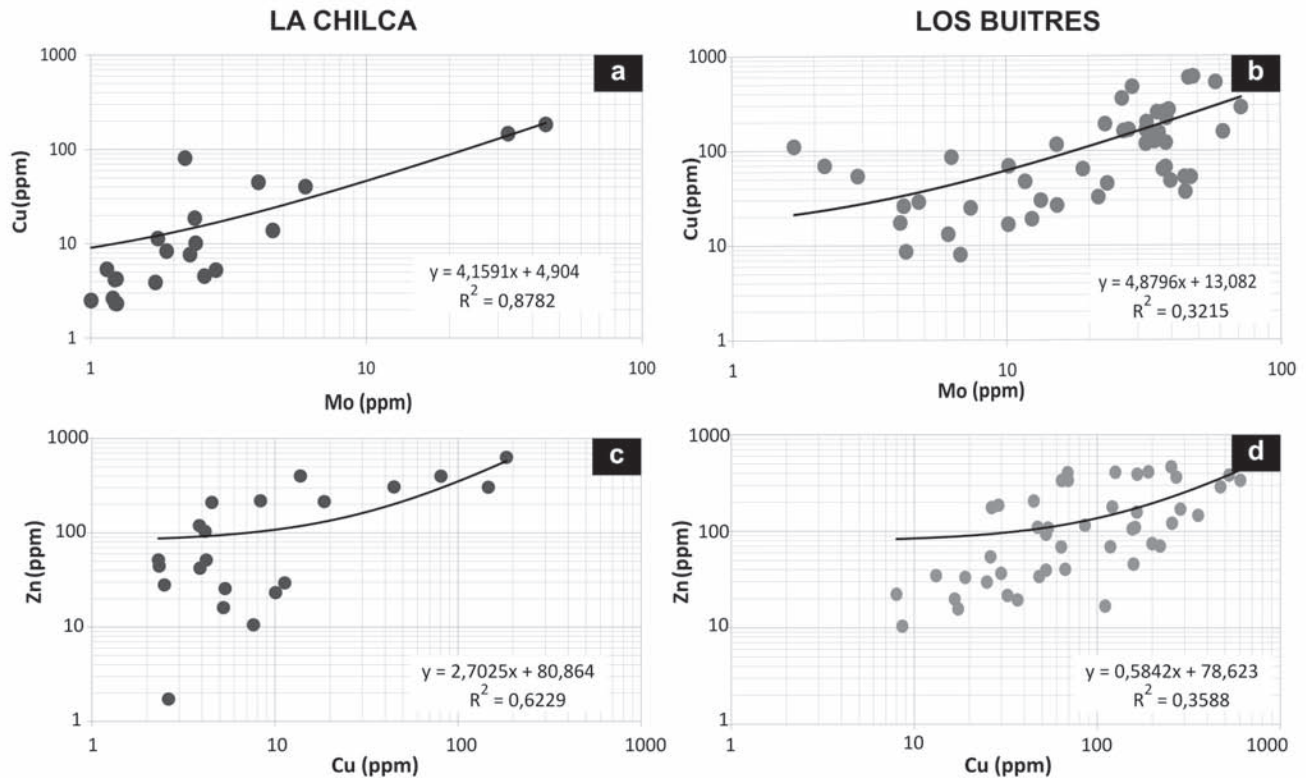 LA CHILCA
LOS BUITRES
1000
100
10
1
Cu(ppm)
a
y = 4,1591x + 4,904
R² = 0,8782
1
10
100
Mo (ppm)
1000
100
10
1
Cu(ppm)
b
y = 4,8796x + 13,082
R² = 0,3215
1
10
100
Mo (ppm)
1000
100
10
1
Zn(ppm)
c
y = 2,7025x + 80,864
R² = 0,6229
1
10
100
1000
Cu (ppm)
1000
100
10
1
Zn(ppm)
d
y = 0,5842x + 78,623
R² = 0,3588
1
10
100
1000
Cu (ppm)